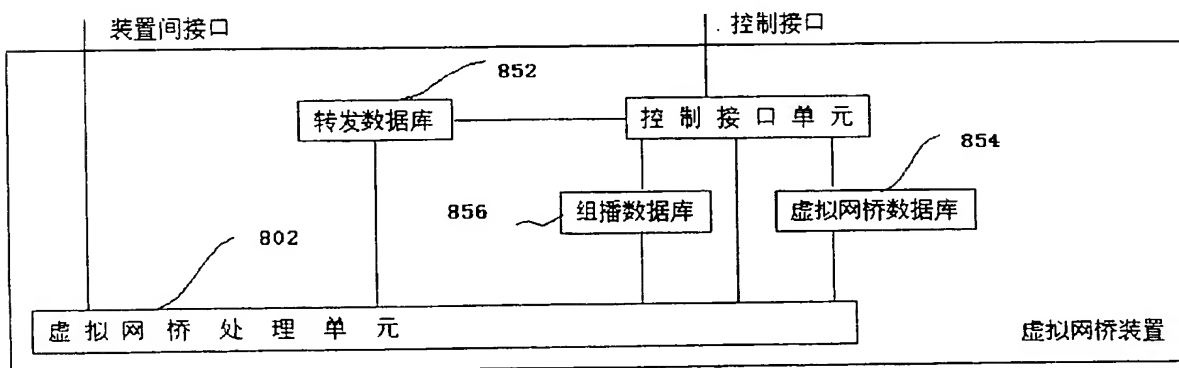 装置间接口
控制接口
852
转发数据库
控制接口单元
854
856
组播数据库
虚拟网桥数据库
802
虚拟网桥处理单元
虚拟网桥装置